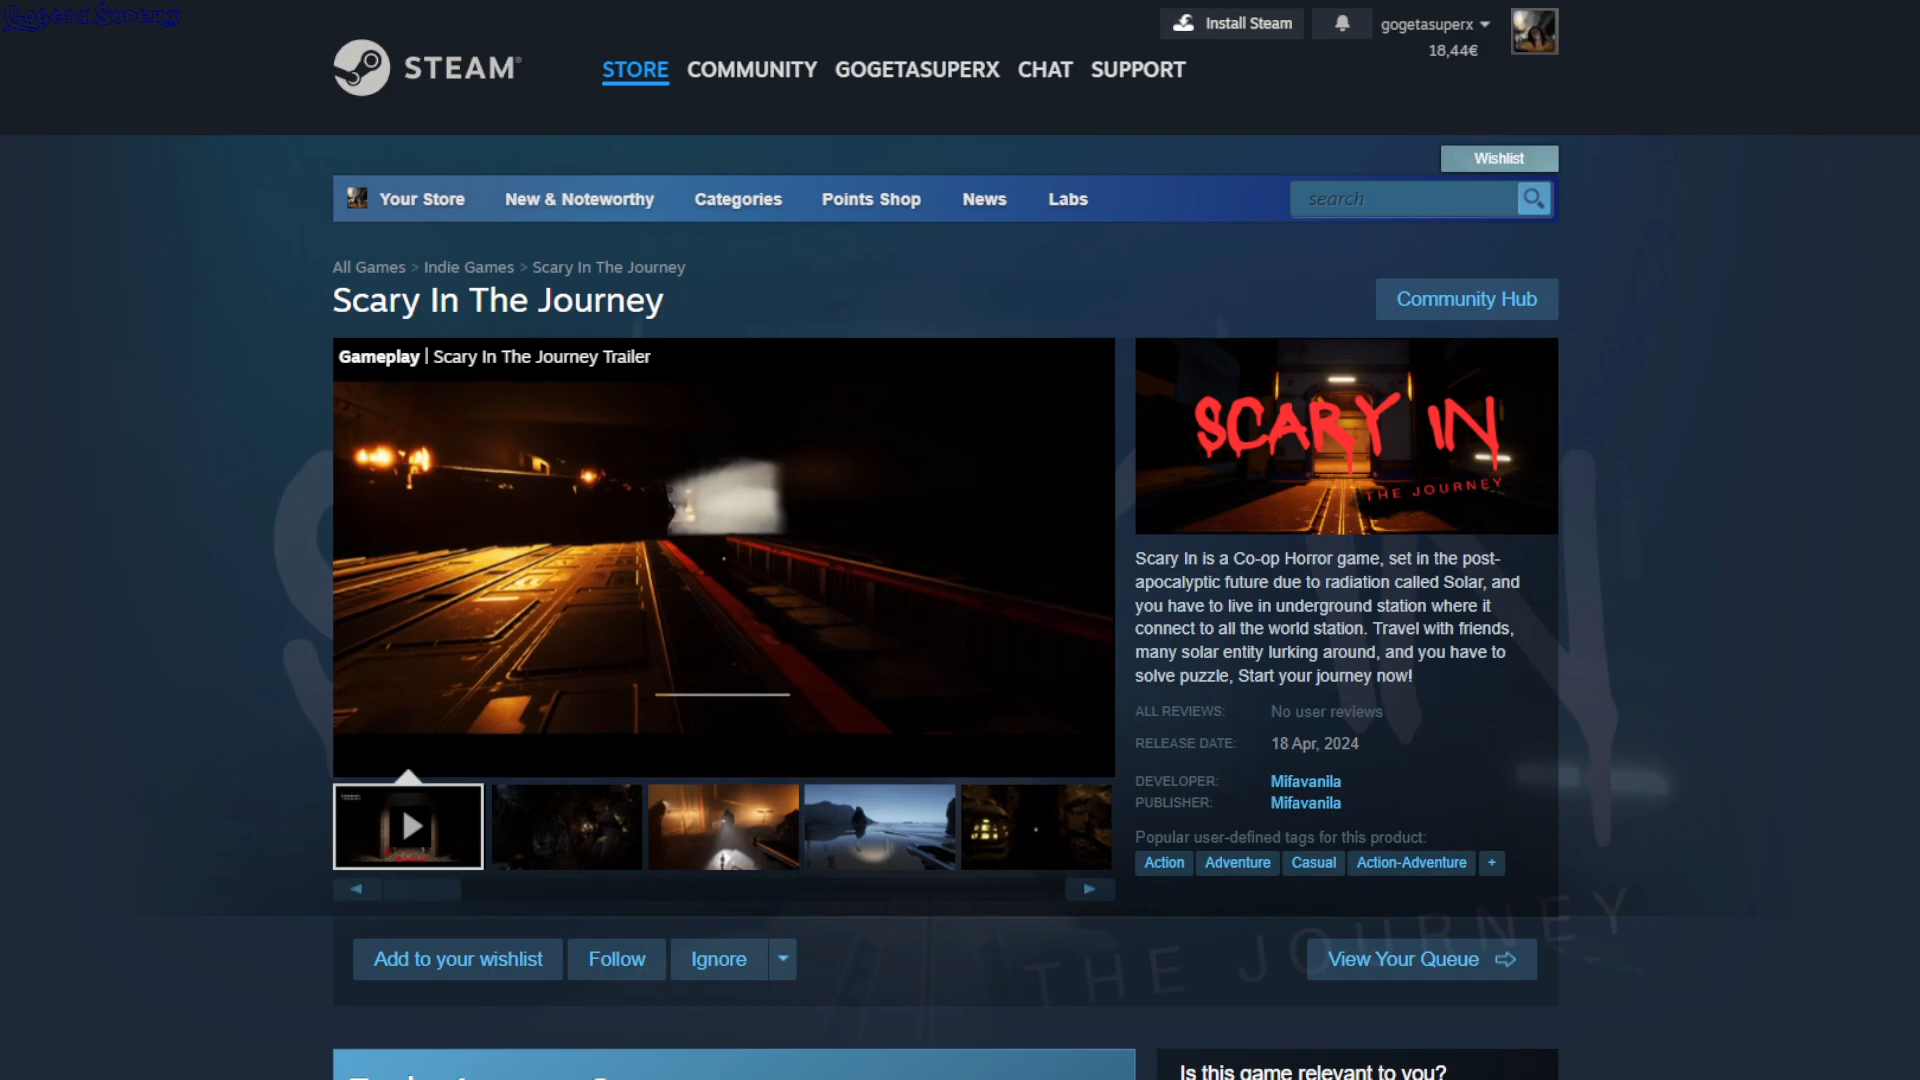 Gogeta Superx
Install Steam
gogetasuperx
18,44€
STEAM®
STORE COMMUNITY GOGETASUPERX CHAT SUPPORT
Wishlist
Your Store New & Noteworthy Categories Points Shop News Labs
search
All Games > Indie Games > Scary In The Journey
Scary In The Journey
Community Hub
Gameplay | Scary In The Journey Trailer
SCARY IN
THE JOURNEY
Scary In is a Co-op Horror game, set in the post-
apocalyptic future due to radiation called Solar, and
you have to live in underground station where it
connect to all the world station. Travel with friends,
many solar entity lurking around, and you have to
solve puzzle, Start your journey now!
ALL REVIEWS: No user reviews
RELEASE DATE: 18 Apr, 2024
DEVELOPER: Mifavanila
PUBLISHER: Mifavanila
Popular user-defined tags for this product:
Action Adventure Casual Action-Adventure +
THE JOURNEY
Add to your wishlist Follow Ignore
View Your Queue
Is this game relevant to you?